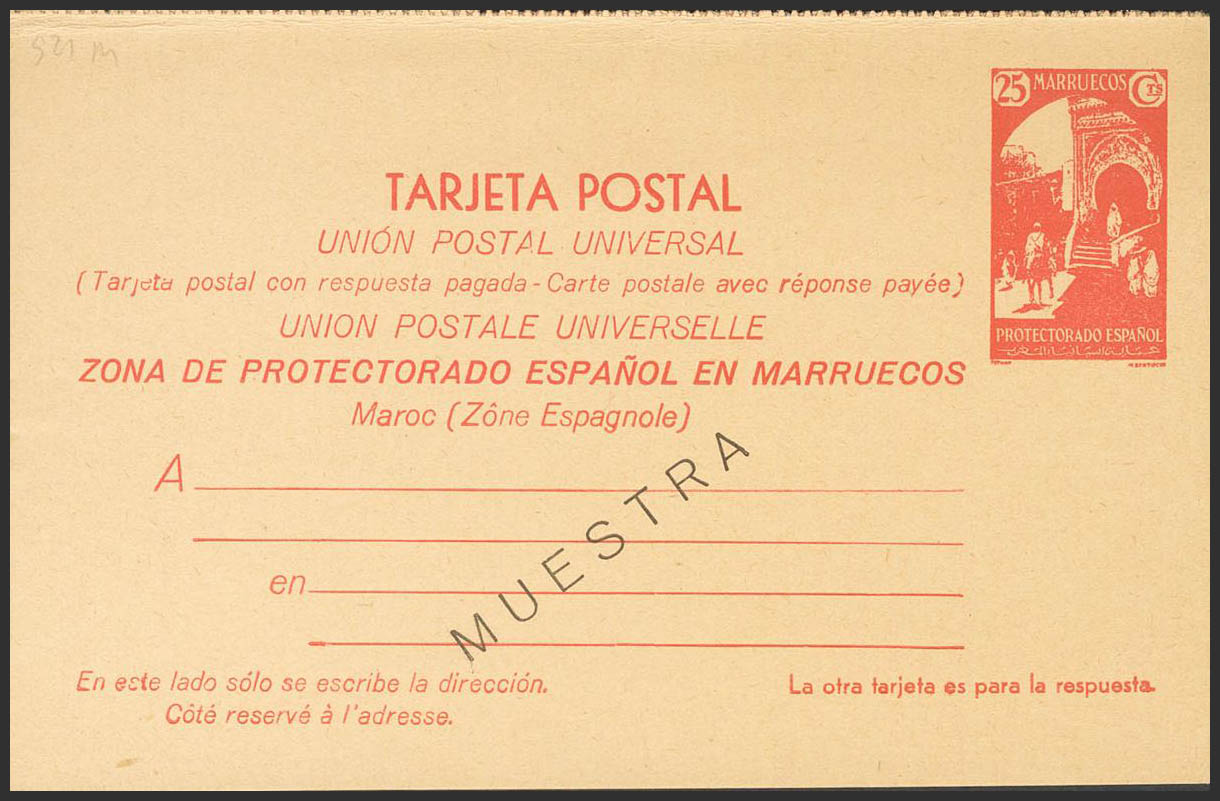 25 MARRUECOS CTS
TARJETA POSTAL
UNIÓN POSTAL UNIVERSAL
(Tarjeta postal con respuesta pagada - Carte postale avec réponse payée)
UNION POSTALE UNIVERSELLE
PROTECTORADO ESPAÑOL
ZONA DE PROTECTORADO ESPAÑOL EN MARRUECOS
Maroc (Zône Espagnole)
A
en
MUESTRA
En este lado sólo se escribe la dirección.
Côté reservé à l'adresse.
La otra tarjeta es para la respuesta.